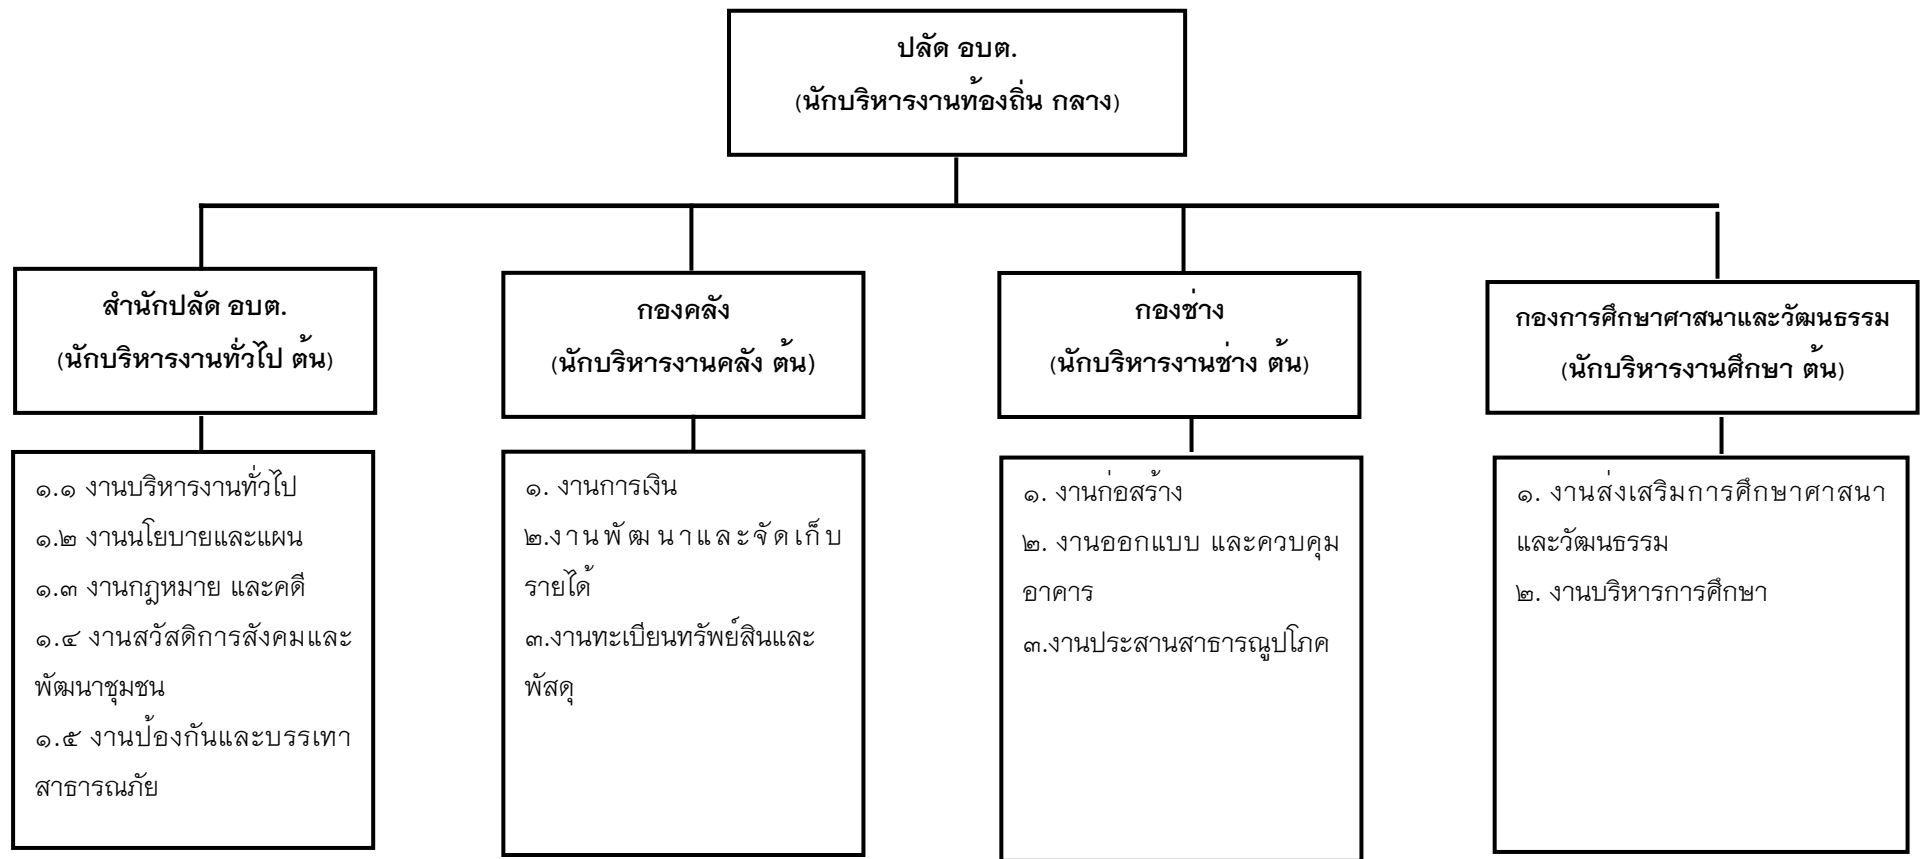 ปลัด อบต.
(นักบริหารงานท้องถิ่น กลาง)
สำนักปลัด อบต.
(นักบริหารงานทั่วไป ต้น)
กองคลัง
(นักบริหารงานคลัง ต้น)
กองช่าง
(นักบริหารงานช่าง ต้น)
กองการศึกษาศาสนาและวัฒนธรรม
(นักบริหารงานศึกษา ต้น)
๑.๑ งานบริหารงานทั่วไป
๑.๒ งานนโยบายและแผน
๑.๓ งานกฎหมาย และคดี
๑.๔ งานสวัสดิการสังคมและ
พัฒนาชุมชน
๑.๕ งานป้องกันและบรรเทา
สาธารณภัย
๑. งานการเงิน
๒.งานพัฒนาและจัดเก็บ
รายได้
๓.งานทะเบียนทรัพย์สินและ
พัสดุ
๑. งานก่อสร้าง
๒. งานออกแบบ และควบคุม
อาคาร
๓.งานประสานสาธารณูปโภค
๑. งานส่งเสริมการศึกษาศาสนา
และวัฒนธรรม
๒. งานบริหารการศึกษา